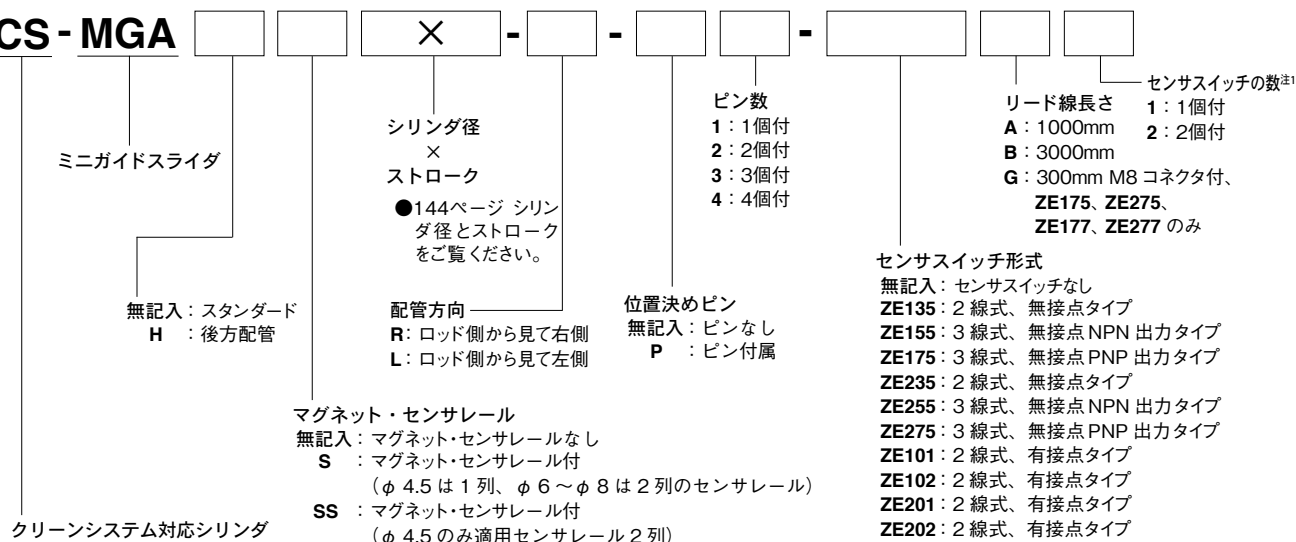 CS - MGA × - - -
センサスイッチの数注1
1：1個付
2：2個付
リード線長さ
A：1000mm
B：3000mm
G：300mm M8 コネクタ付、
ZE175、ZE275、
ZE177、ZE277 のみ
ピン数
1：1個付
2：2個付
3：3個付
4：4個付
シリンダ径
×
ストローク
●144ページ シリン
ダ径とストローク
をご覧ください。
ミニガイドスライダ
センサスイッチ形式
無記入：センサスイッチなし
ZE135：2 線式、無接点タイプ
ZE155：3 線式、無接点 NPN 出力タイプ
ZE175：3 線式、無接点 PNP 出力タイプ
ZE235：2 線式、無接点タイプ
ZE255：3 線式、無接点 NPN 出力タイプ
ZE275：3 線式、無接点 PNP 出力タイプ
ZE101：2 線式、有接点タイプ
ZE102：2 線式、有接点タイプ
ZE201：2 線式、有接点タイプ
ZE202：2 線式、有接点タイプ
無記入：スタンダード
H ：後方配管
配管方向
R：ロッド側から見て右側
L：ロッド側から見て左側
位置決めピン
無記入：ピンなし
P ：ピン付属
マグネット・センサレール
無記入：マグネット・センサレールなし
S ：マグネット・センサレール付
（φ 4.5 は 1 列、φ 6～φ 8 は 2 列のセンサレール）
SS ：マグネット・センサレール付
（φ 4.5 のみ適用センサレール 2 列）
クリーンシステム対応シリンダ